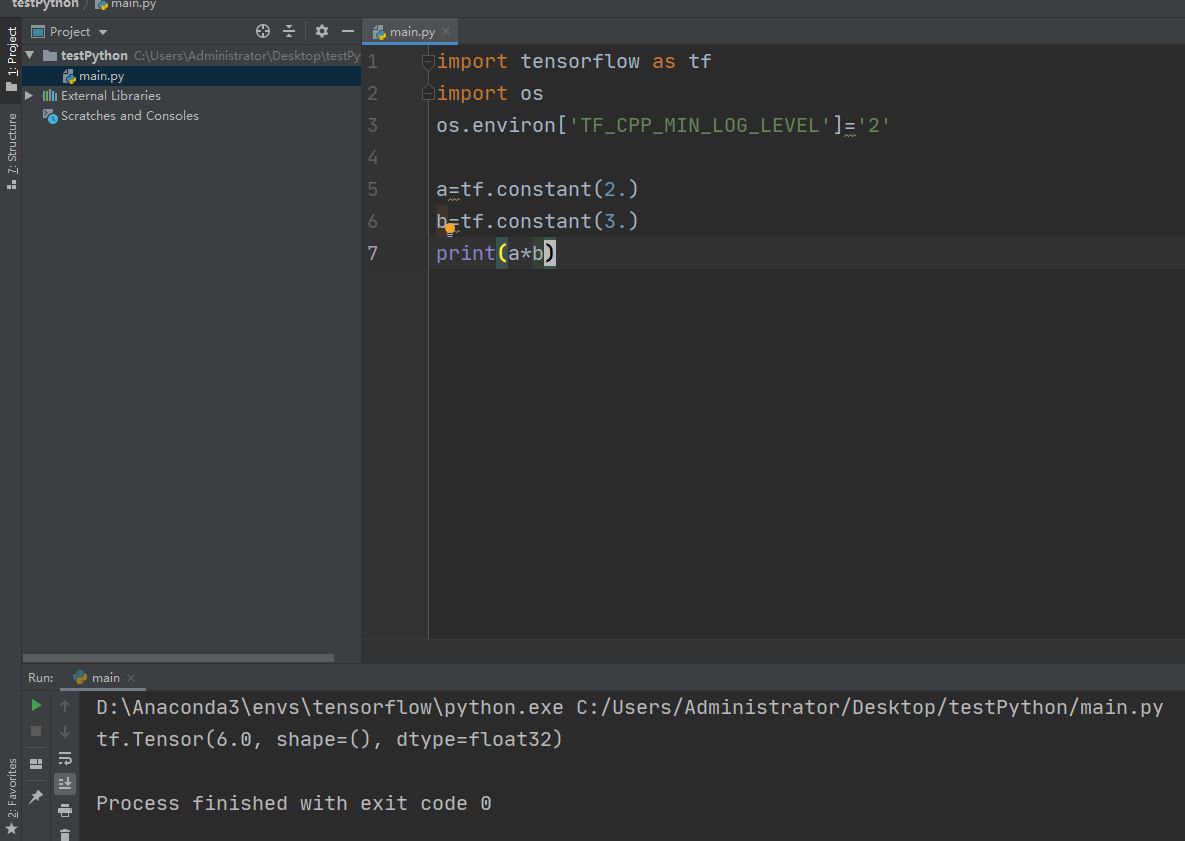 testPython main.py
1: Project
Project
testPython C:\Users\Administrator\Desktop\testPy
main.py
External Libraries
Scratches and Consoles
7: Structure
main.py
1 import tensorflow as tf
2 import os
3 os.environ['TF_CPP_MIN_LOG_LEVEL']='2'
4
5 a=tf.constant(2.)
6 b=tf.constant(3.)
7 print(a*b)
Run: main
D:\Anaconda3\envs\tensorflow\python.exe C:/Users/Administrator/Desktop/testPython/main.py
tf.Tensor(6.0, shape=(), dtype=float32)
Process finished with exit code 0
2: Favorites